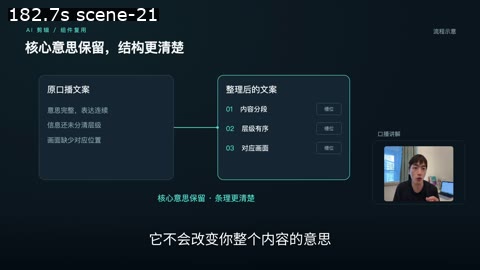 182.7s scene-21
AI 剪辑 / 组件复用
流程示意
核心意思保留，结构更清楚
原口播文案
意思完整，表达连续
信息还未分清层级
画面缺少对应位置
整理后的文案
01 内容分段
02 层级有序
03 对应画面
口播讲解
核心意思保留 · 条理更清楚
它不会改变你整个内容的意思